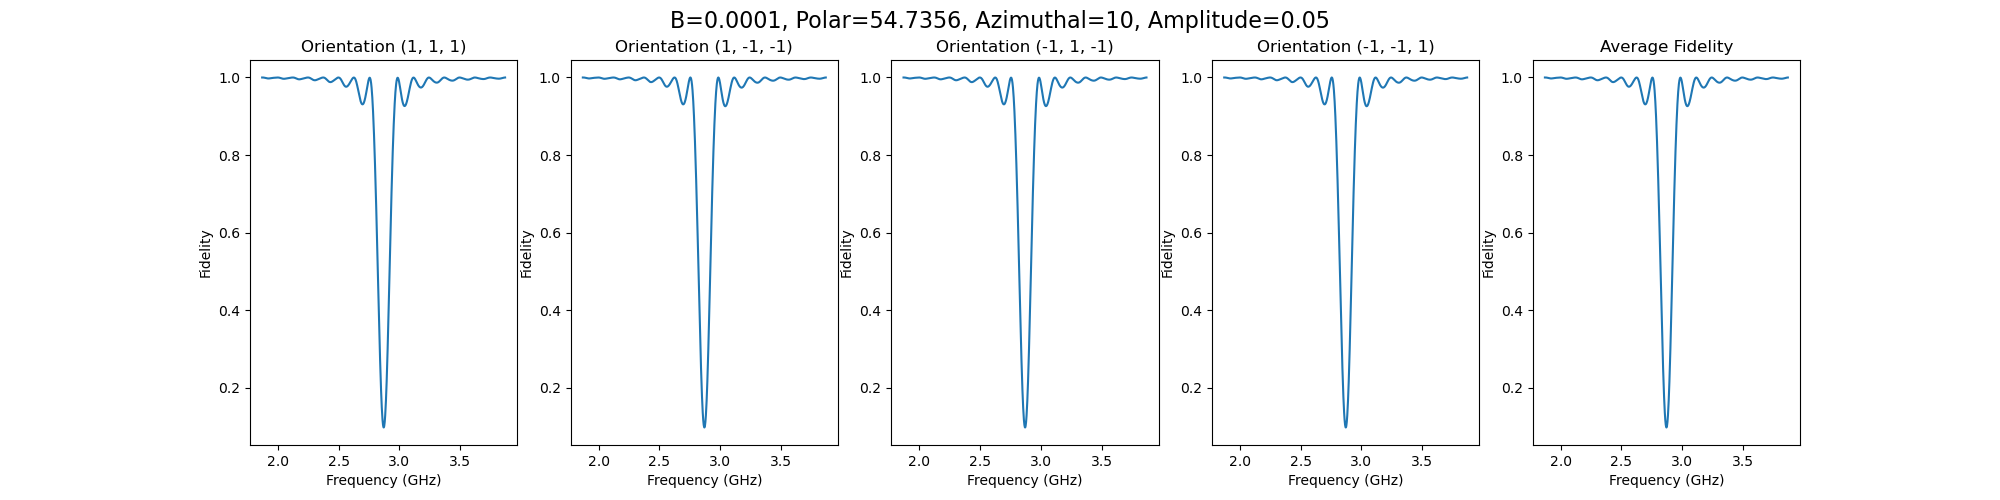 B=0.0001, Polar=54.7356, Azimuthal=10, Amplitude=0.05
Orientation (1, 1, 1)
1.0
0.8
0.6
0.4
0.2
Fidelity
2.0 2.5 3.0 3.5
Frequency (GHz)
Orientation (1, -1, -1)
1.0
0.8
0.6
0.4
0.2
Fidelity
2.0 2.5 3.0 3.5
Frequency (GHz)
Orientation (-1, 1, -1)
1.0
0.8
0.6
0.4
0.2
Fidelity
2.0 2.5 3.0 3.5
Frequency (GHz)
Orientation (-1, -1, 1)
1.0
0.8
0.6
0.4
0.2
Fidelity
2.0 2.5 3.0 3.5
Frequency (GHz)
Average Fidelity
1.0
0.8
0.6
0.4
0.2
Fidelity
2.0 2.5 3.0 3.5
Frequency (GHz)